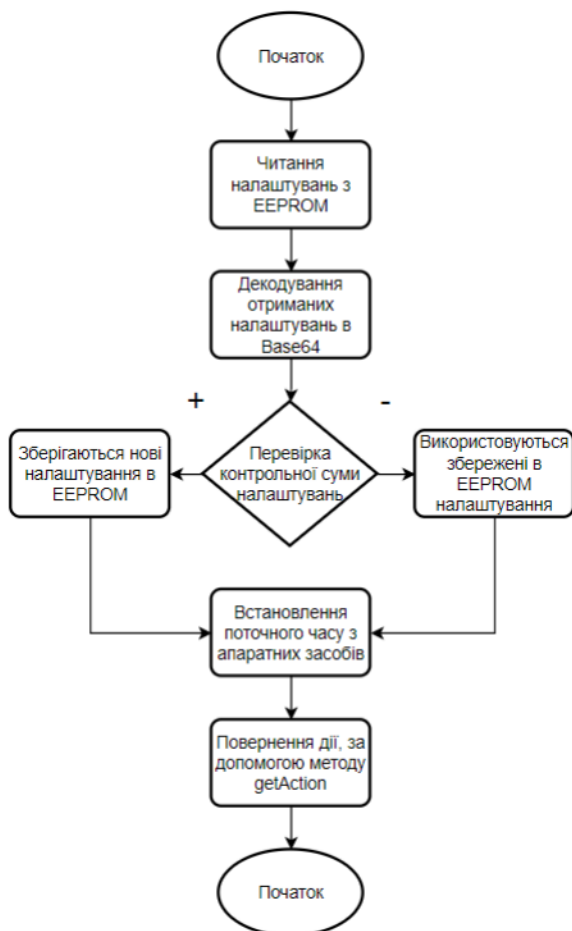 Початок
Читання
налаштувань з
EEPROM
Декодування
отриманих
налаштувань в
Base64
+
-
Зберігаються нові
налаштування в
EEPROM
Перевірка
контрольної суми
налаштувань
Використовуються
збережені в
EEPROM
налаштування
Встановлення
поточного часу з
апаратних засобів
Повернення дії, за
допомогою методу
getAction
Початок